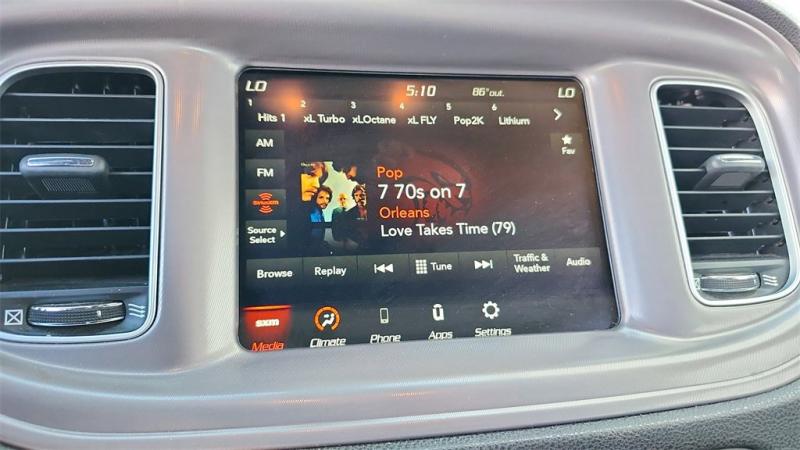 LO 5:10 86°out. LO
1 2 3 4 5 6
Hits 1 xL Turbo xLOctane xL FLY Pop2K Lithium
Fav
AM
FM
SiriusXM
Source
Select
Pop
7 70s on 7
Orleans
Love Takes Time (79)
Browse Replay Tune Traffic & Weather Audio
sxm
Media Climate Phone Apps Settings